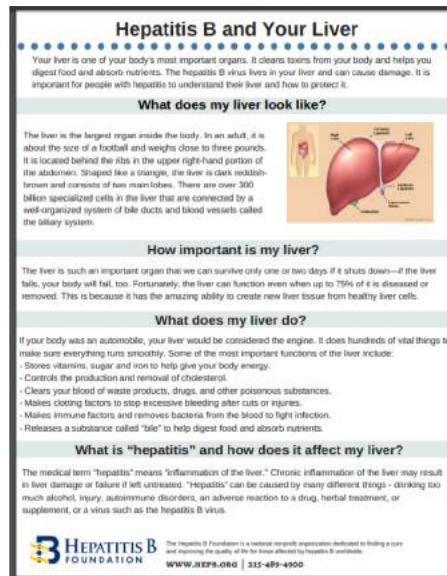 Hepatitis B and Your Liver
Your liver is one of your body's most important organs. It cleans toxins from your body and helps you
digest food and absorb nutrients. The hepatitis B virus lives in your liver and can cause damage. It is
important for people with hepatitis to understand their liver and how to protect it.
What does my liver look like?
The liver is the largest organ inside the body. In an adult, it is
about the size of a football and weighs close to three pounds.
It is located behind the ribs in the upper right-hand portion of
the abdomen. Shaped like a triangle, the liver is dark reddish-
brown and consists of two main lobes. There are over 300
billion specialized cells in the liver that are connected by a
well-organized system of bile ducts and blood vessels called
the biliary system.
How important is my liver?
The liver is such an important organ that we can survive only one or two days if it shuts down—if the liver
fails, your body will fail, too. Fortunately, the liver can function even when up to 75% of it is diseased or
removed. This is because it has the amazing ability to create new liver tissue from healthy liver cells.
What does my liver do?
If your body was an automobile, your liver would be considered the engine. It does hundreds of vital things to
make sure everything runs smoothly. Some of the most important functions of the liver include:
- Stores vitamins, sugar and iron to help give your body energy.
- Controls the production and removal of cholesterol.
- Clears your blood of waste products, drugs, and other poisonous substances.
- Makes clotting factors to stop excessive bleeding after cuts or injuries.
- Makes immune factors and removes bacteria from the blood to fight infection.
- Releases a substance called "bile" to help digest food and absorb nutrients.
What is "hepatitis" and how does it affect my liver?
The medical term "hepatitis" means "inflammation of the liver." Chronic inflammation of the liver may result
in liver damage or failure if left untreated. "Hepatitis" can be caused by many different things - drinking too
much alcohol, injury, autoimmune disorders, an adverse reaction to a drug, herbal treatment, or
supplement, or a virus such as the hepatitis B virus.
HEPATITIS B
FOUNDATION
The Hepatitis B Foundation is a national nonprofit organization dedicated to finding a cure
and improving the quality of life for those affected by hepatitis B worldwide.
WWW.HEPB.ORG | 215-489-4900